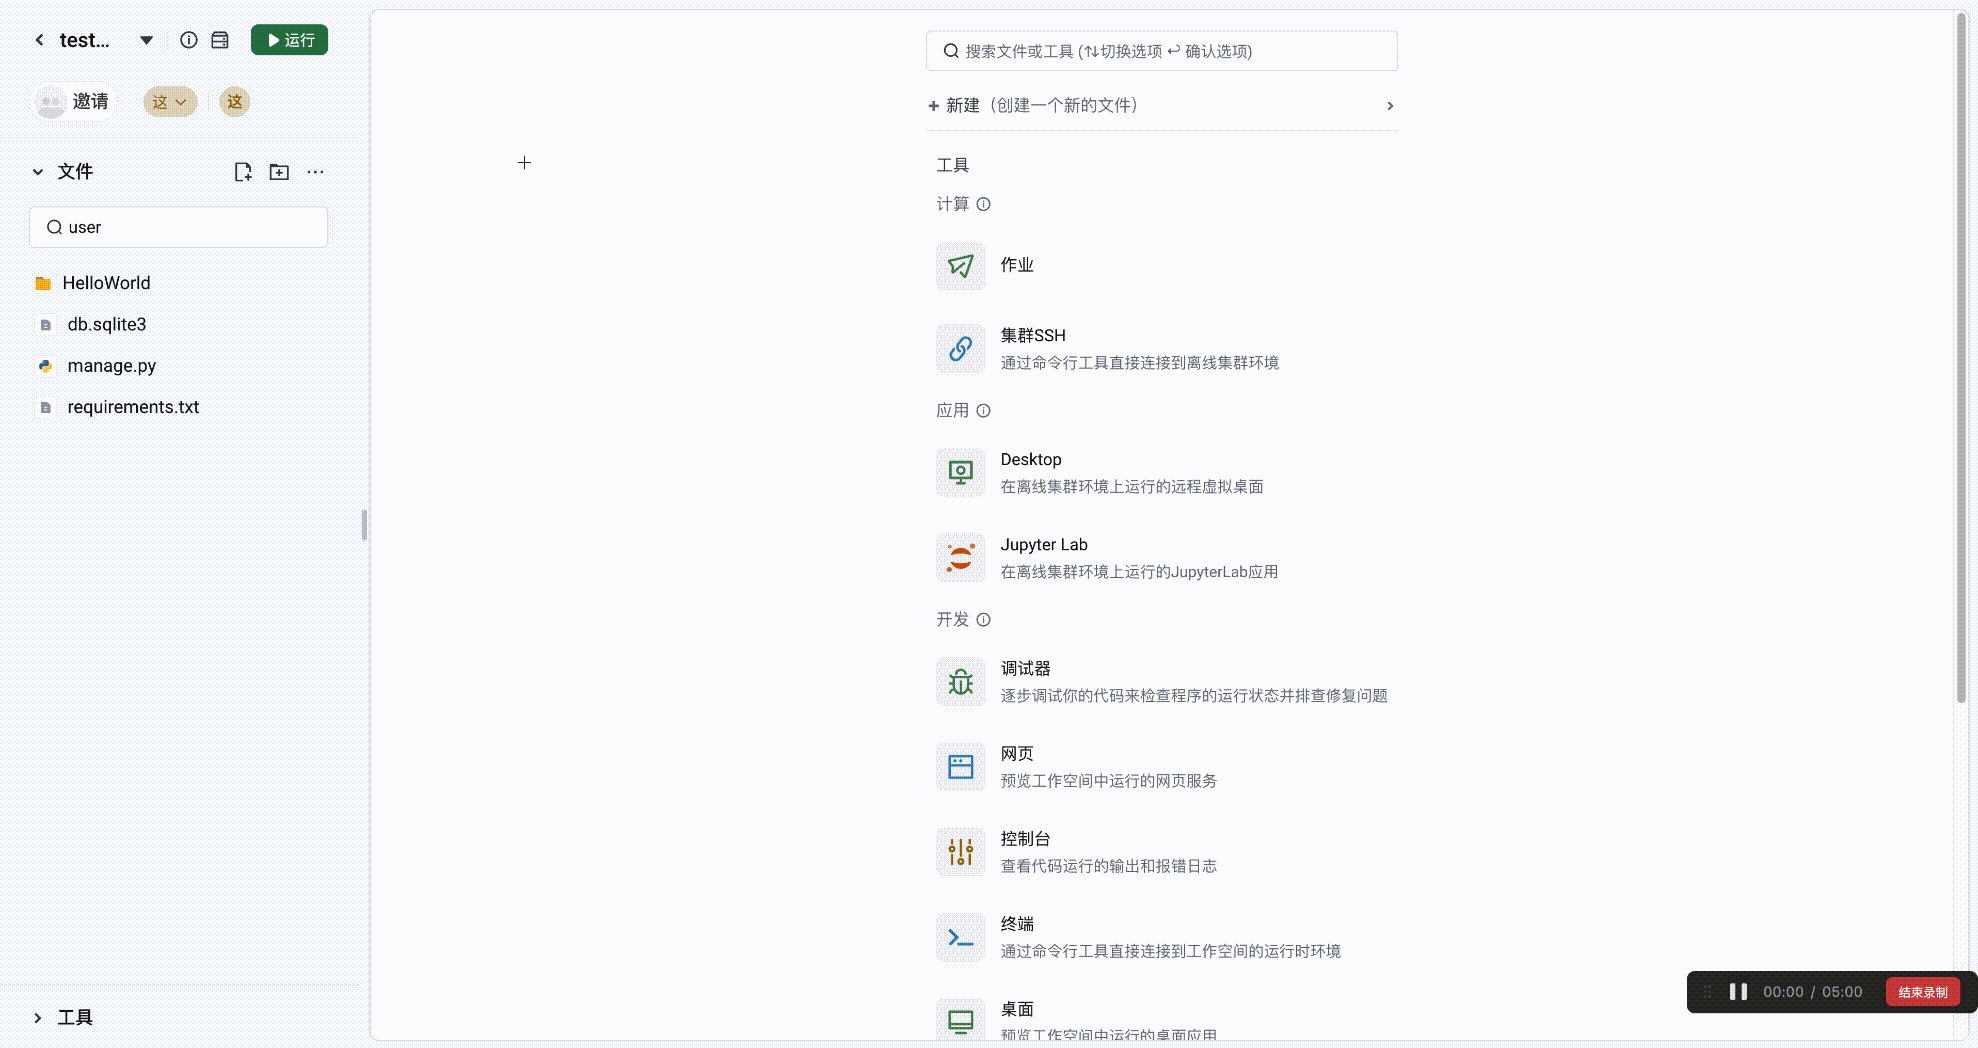 test...
运行
邀请
这
这
文件
user
HelloWorld
db.sqlite3
manage.py
requirements.txt
工具
搜索文件或工具 (⇅切换选项 ↩ 确认选项)
+ 新建（创建一个新的文件）
工具
计算
作业
集群SSH
通过命令行工具直接连接到离线集群环境
应用
Desktop
在离线集群环境上运行的远程虚拟桌面
Jupyter Lab
在离线集群环境上运行的JupyterLab应用
开发
调试器
逐步调试你的代码来检查程序的运行状态并排查修复问题
网页
预览工作空间中运行的网页服务
控制台
查看代码运行的输出和报错日志
终端
通过命令行工具直接连接到工作空间的运行时环境
桌面
预览工作空间中运行的桌面应用
00:00 / 05:00
结束录制